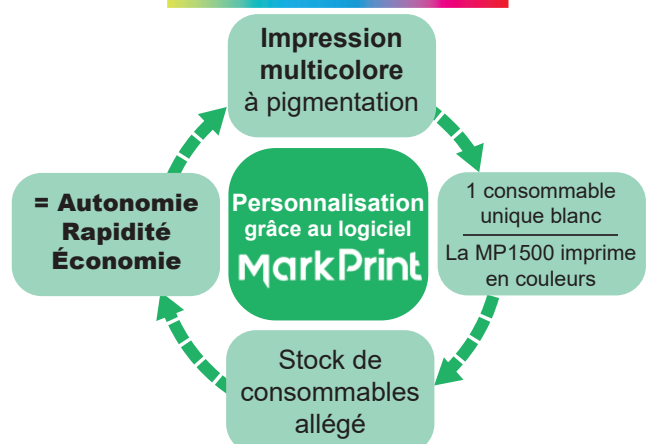 Impression
multicolore
à pigmentation
1 consommable
unique blanc
La MP1500 imprime
en couleurs
Stock de
consommables
allégé
= Autonomie
Rapidité
Économie
Personnalisation
grâce au logiciel
MarkPrint